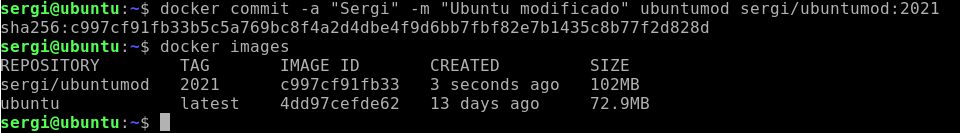 sergi@ubuntu:~$ docker commit -a "Sergi" -m "Ubuntu modificado" ubuntumod sergi/ubuntumod:2021
sha256:c997cf91fb33b5c5a769bc8f4a2d4dbe4f9d6bb7fbf82e7b1435c8b77f2d828d
sergi@ubuntu:~$ docker images
REPOSITORY TAG IMAGE ID CREATED SIZE
sergi/ubuntumod 2021 c997cf91fb33 3 seconds ago 102MB
ubuntu latest 4dd97cefde62 13 days ago 72.9MB
sergi@ubuntu:~$